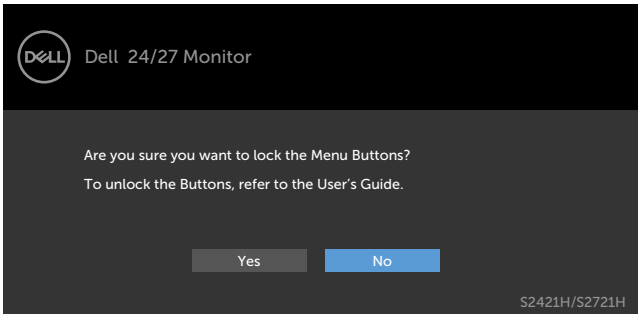 DELL
Dell 24/27 Monitor
Are you sure you want to lock the Menu Buttons?
To unlock the Buttons, refer to the User's Guide.
Yes
No
S2421H/S2721H